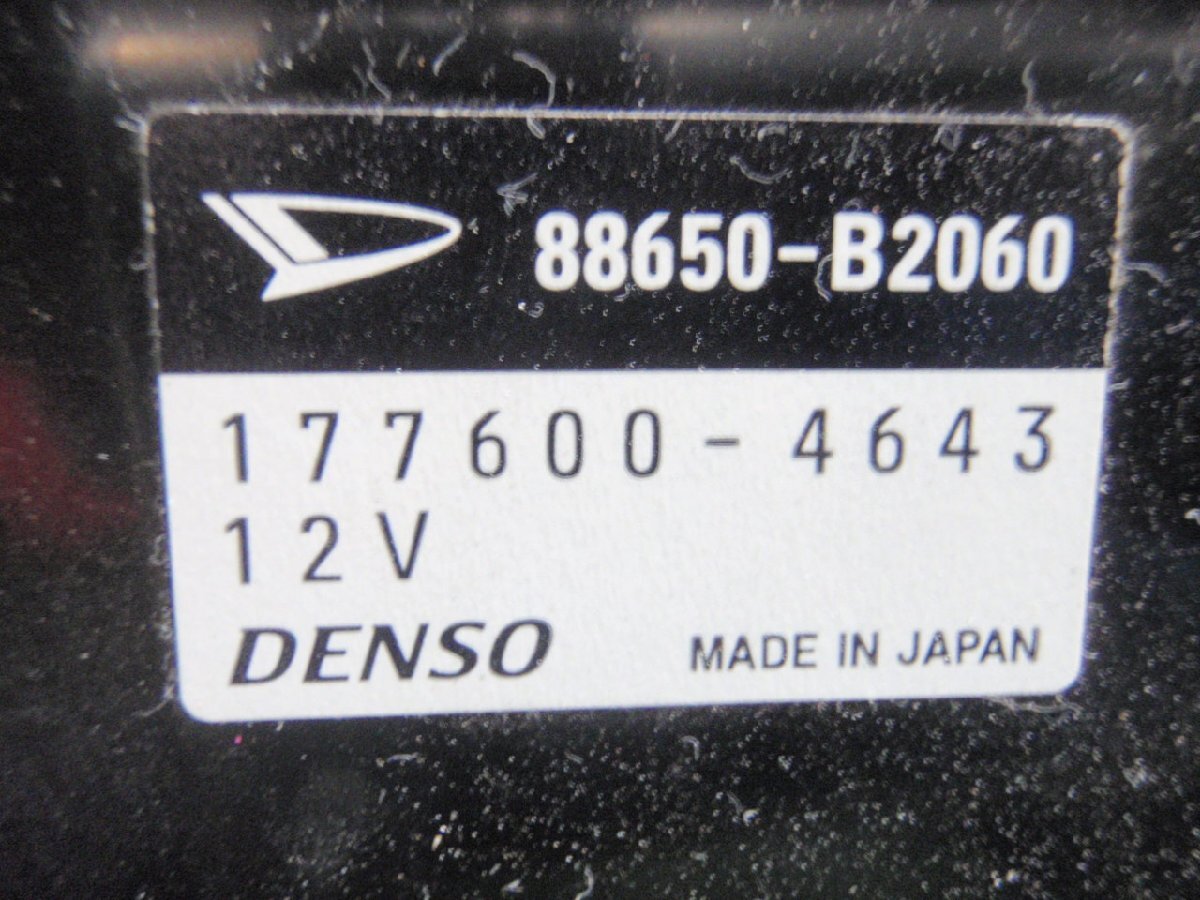 88650-B2060
177600-4643
12V
DENSO MADE IN JAPAN